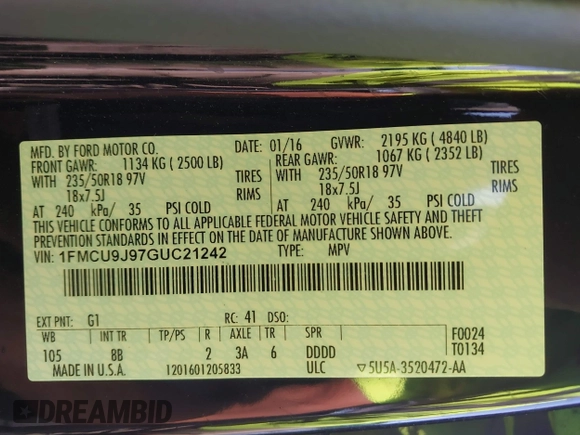 MFD. BY FORD MOTOR CO. DATE: 01/16 GVWR: 2195 KG ( 4840 LB)
FRONT GAWR: 1134 KG ( 2500 LB) REAR GAWR: 1067 KG ( 2352 LB)
WITH 235/50R18 97V TIRES WITH 235/50R18 97V TIRES
18x7.5J RIMS 18x7.5J RIMS
AT 240 kPa/ 35 PSI COLD AT 240 kPa/ 35 PSI COLD
THIS VEHICLE CONFORMS TO ALL APPLICABLE FEDERAL MOTOR VEHICLE SAFETY AND THEFT
PREVENTION STANDARDS IN EFFECT ON THE DATE OF MANUFACTURE SHOWN ABOVE.
VIN: 1FMCU9J97GUC21242 TYPE: MPV
EXT PNT: G1 RC: 41 DSO:
WB INT TR TP/PS R AXLE TR SPR F0024
105 8B 2 3A 6 DDDD T0134
MADE IN U.S.A. 1201601205833 ULC ▽5U5A-3520472-AA
DREAMBID